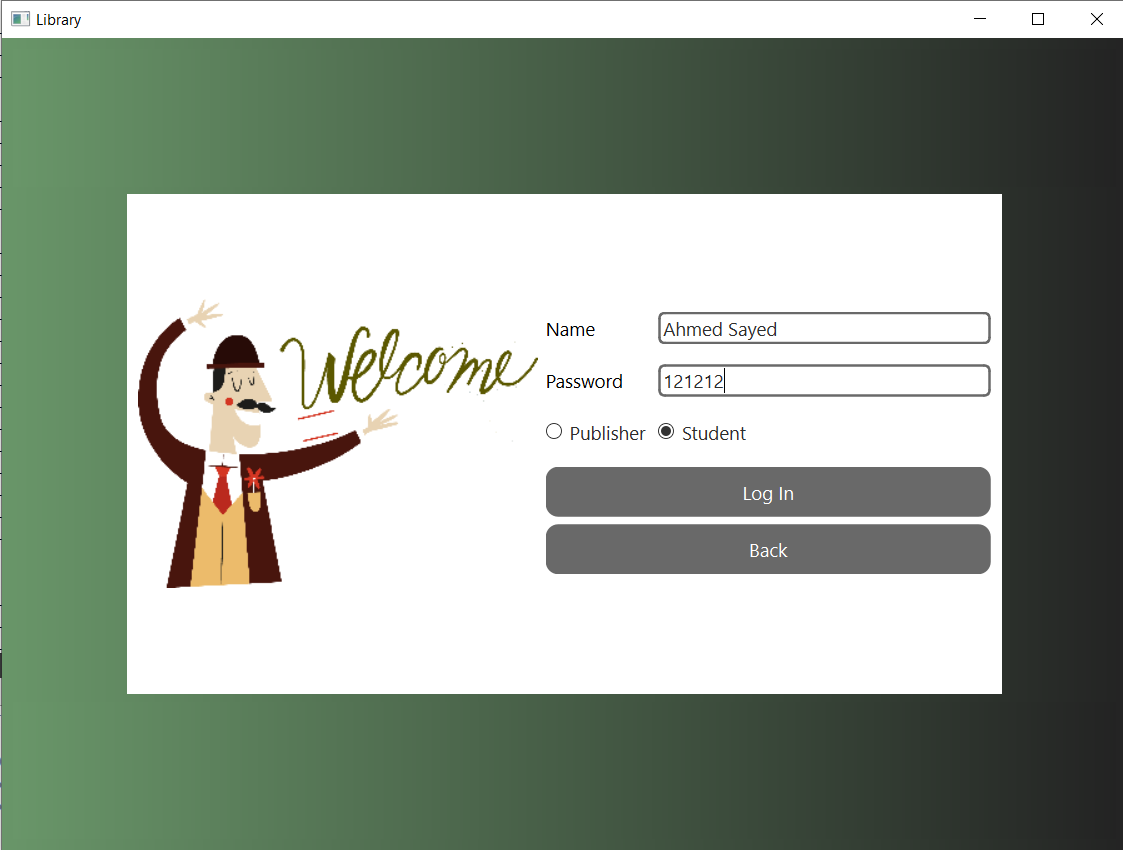 Library
Welcome
Name Ahmed Sayed
Password 121212
Publisher Student
Log In
Back